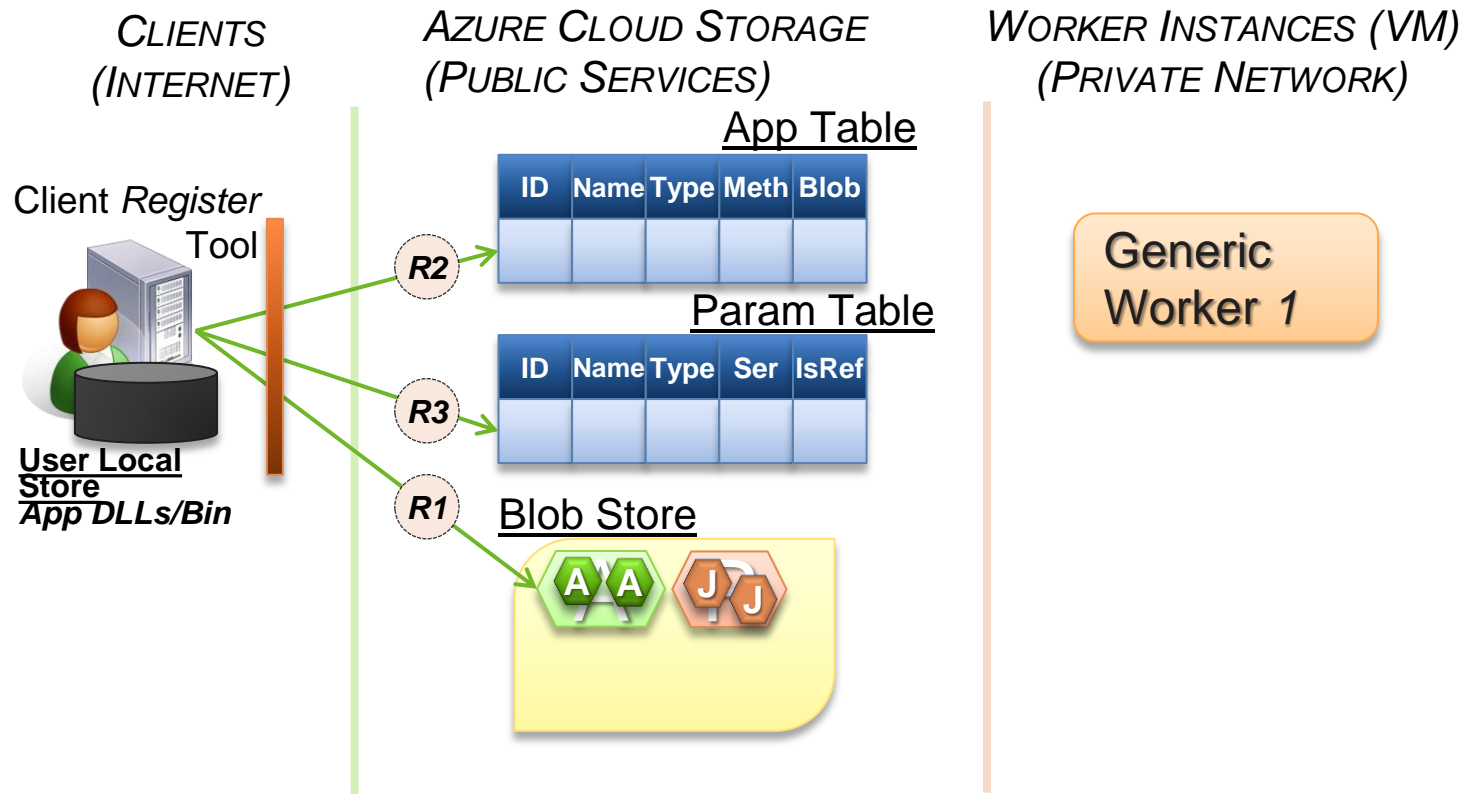 CLIENTS
(INTERNET)
AZURE CLOUD STORAGE
(PUBLIC SERVICES)
WORKER INSTANCES (VM)
(PRIVATE NETWORK)
Client Register
Tool
User Local
Store
App DLLs/Bin
R2
R3
R1
App Table
ID Name Type Meth Blob
Param Table
ID Name Type Ser IsRef
Blob Store
A
A A
P
J J
Generic
Worker 1